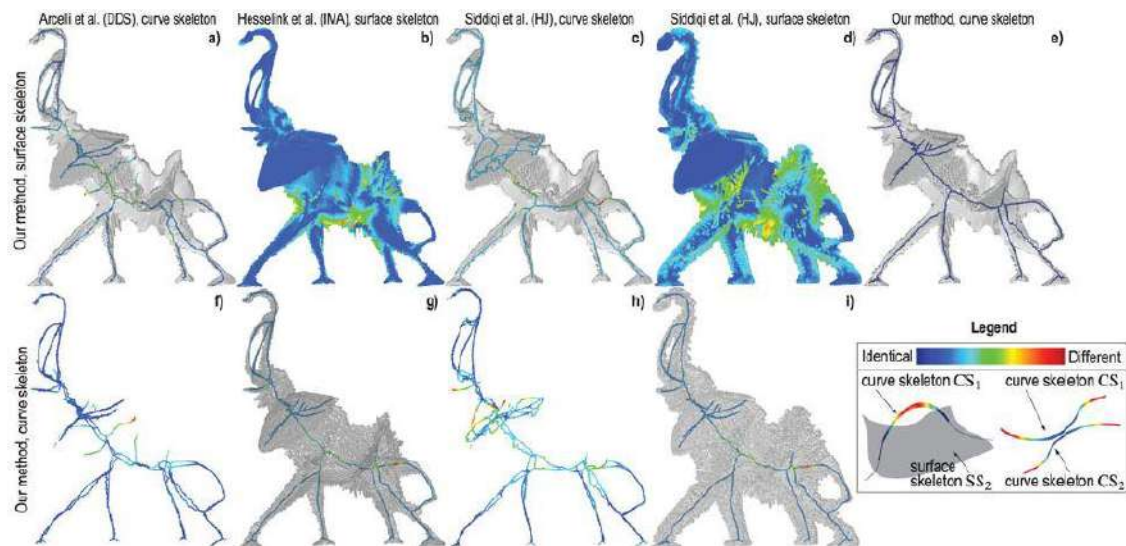 Arcelli et al. (DDS), curve skeleton
Hesselink et al. (IMA), surface skeleton
Siddiqi et al. (HJ), curve skeleton
Siddiqi et al. (HJ), surface skeleton
Our method, curve skeleton
a)
b)
c)
d)
e)
Our method, surface skeleton
f)
g)
h)
i)
Our method, curve skeleton
Legend
Identical
Different
curve skeleton CS1
curve skeleton CS1
surface
skeleton SS2
curve skeleton CS2